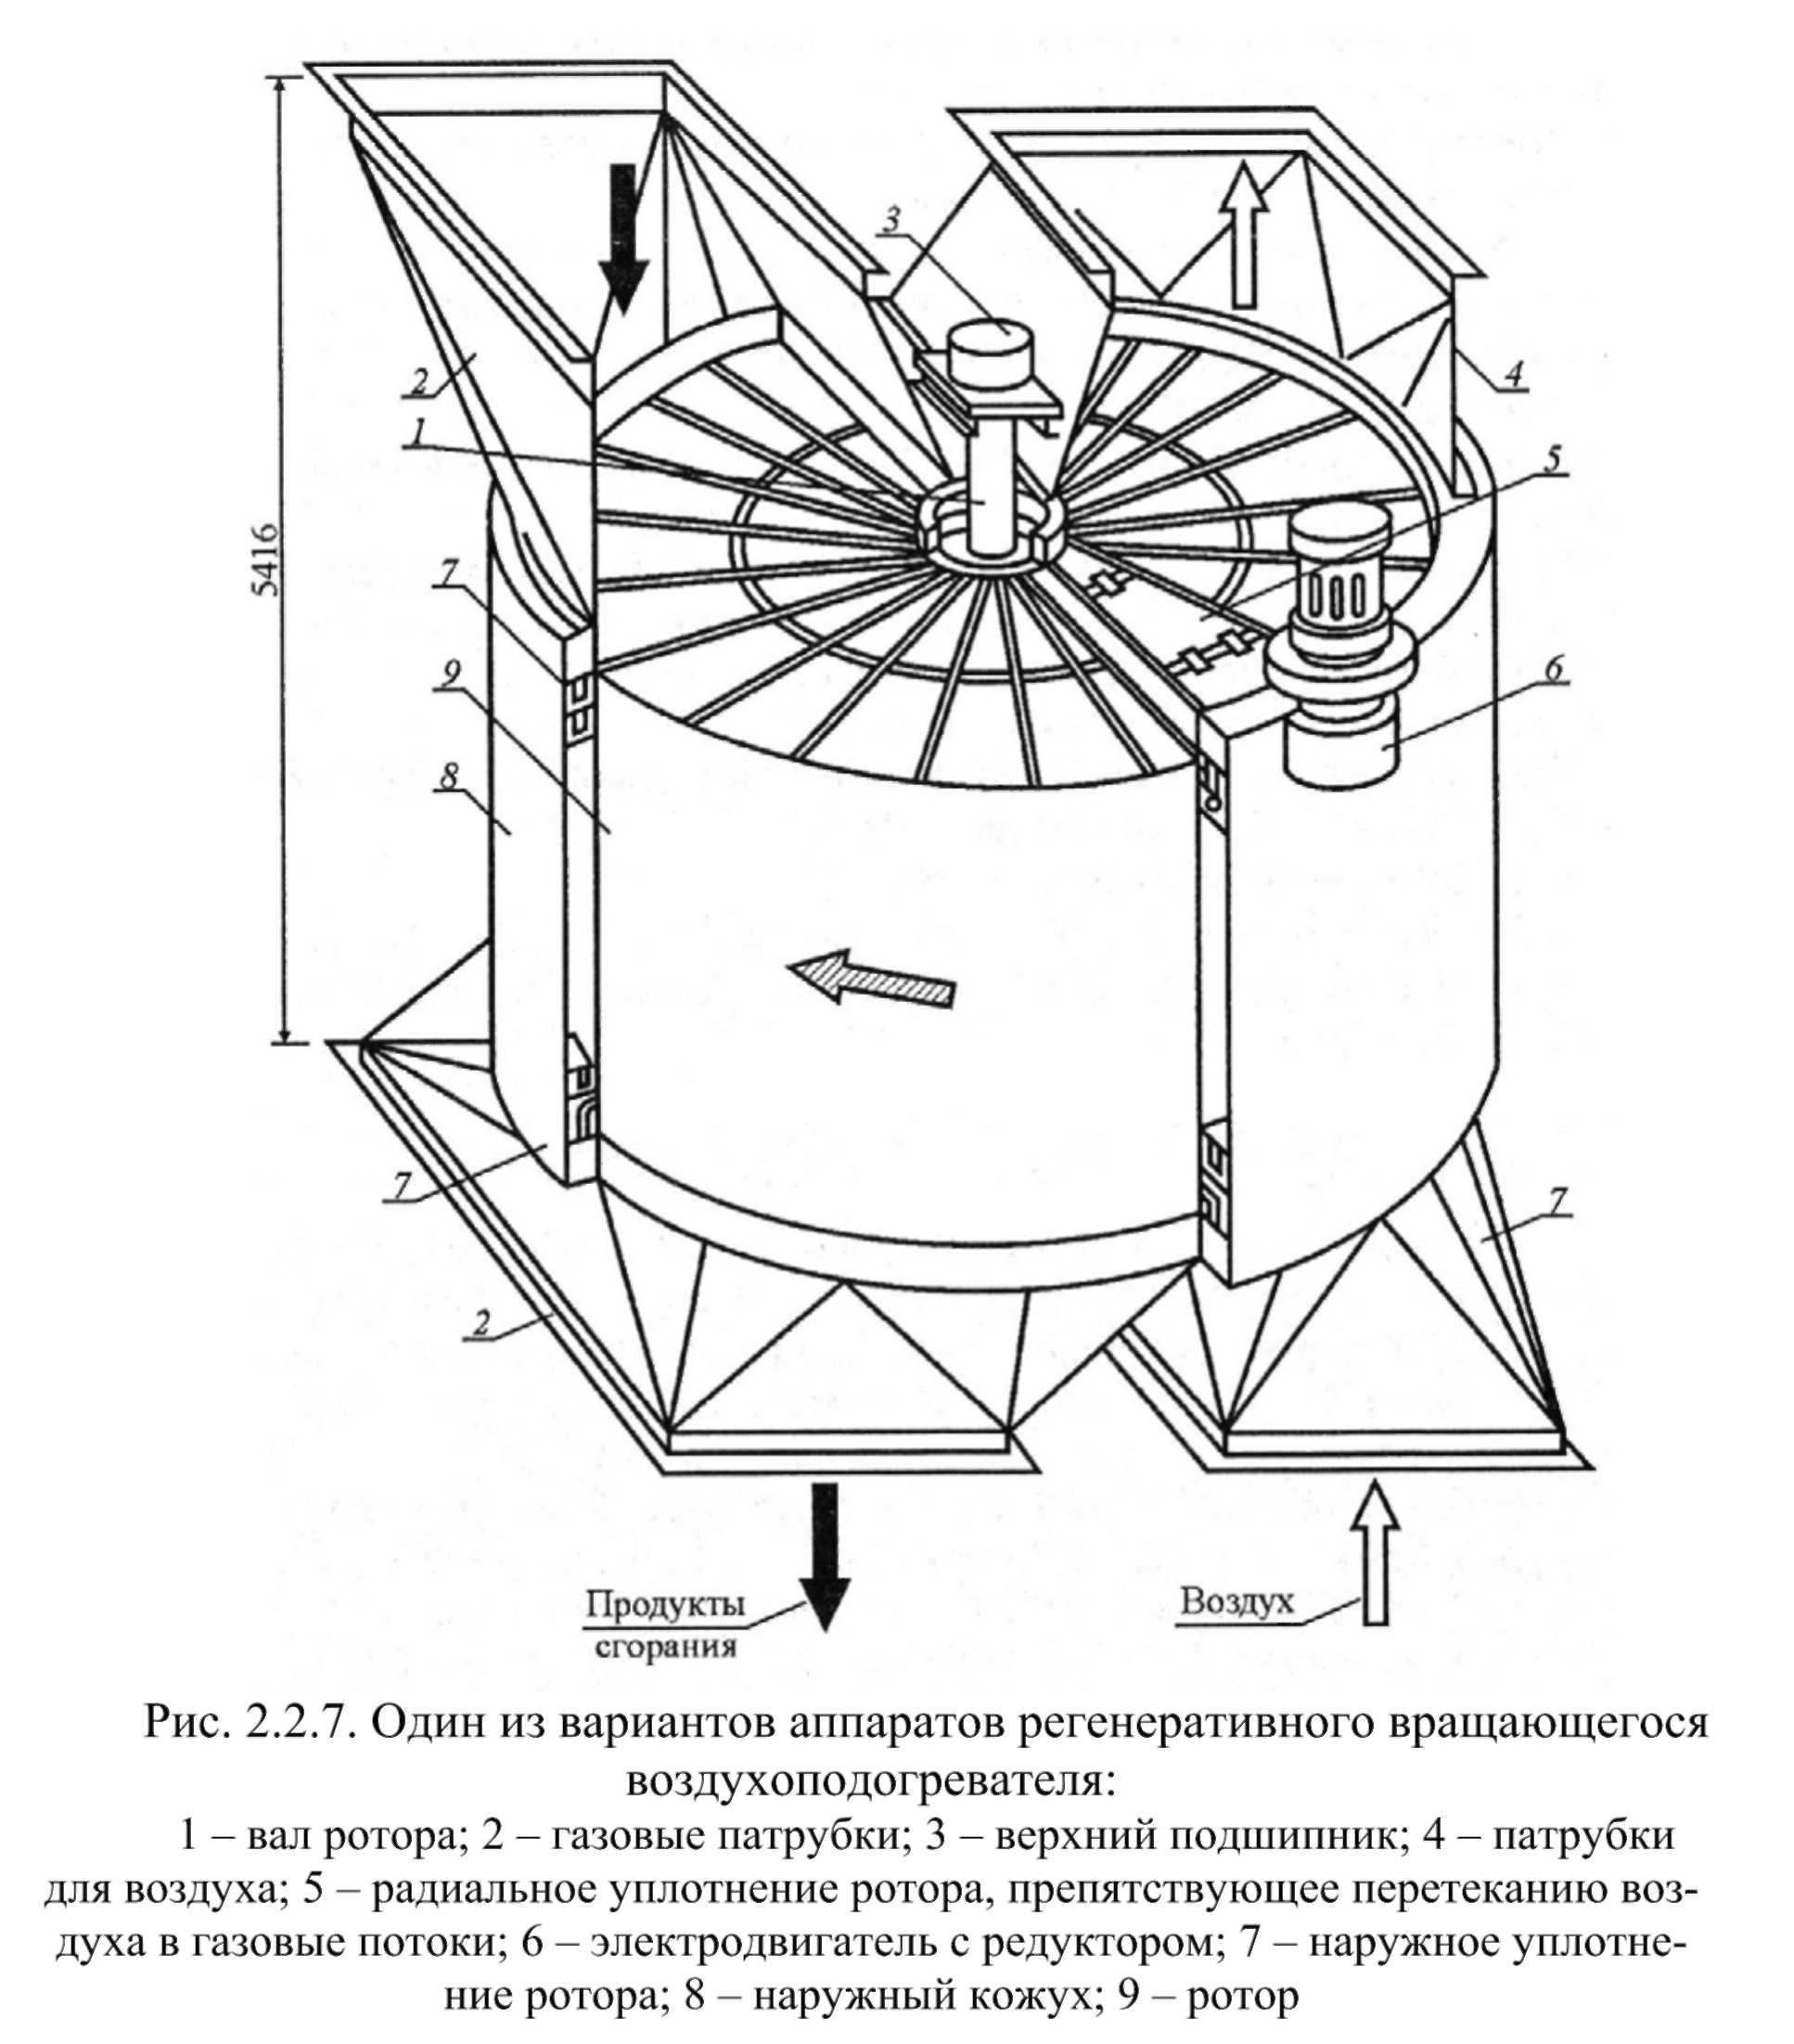 3
2
4
1
5
5416
7
9
6
8
7
7
2
Продукты
сгорания
Воздух
Рис. 2.2.7. Один из вариантов аппаратов регенеративного вращающегося
воздухоподогревателя:
1 – вал ротора; 2 – газовые патрубки; 3 – верхний подшипник; 4 – патрубки
для воздуха; 5 – радиальное уплотнение ротора, препятствующее перетеканию воз-
духа в газовые потоки; 6 – электродвигатель с редуктором; 7 – наружное уплотне-
ние ротора; 8 – наружный кожух; 9 – ротор